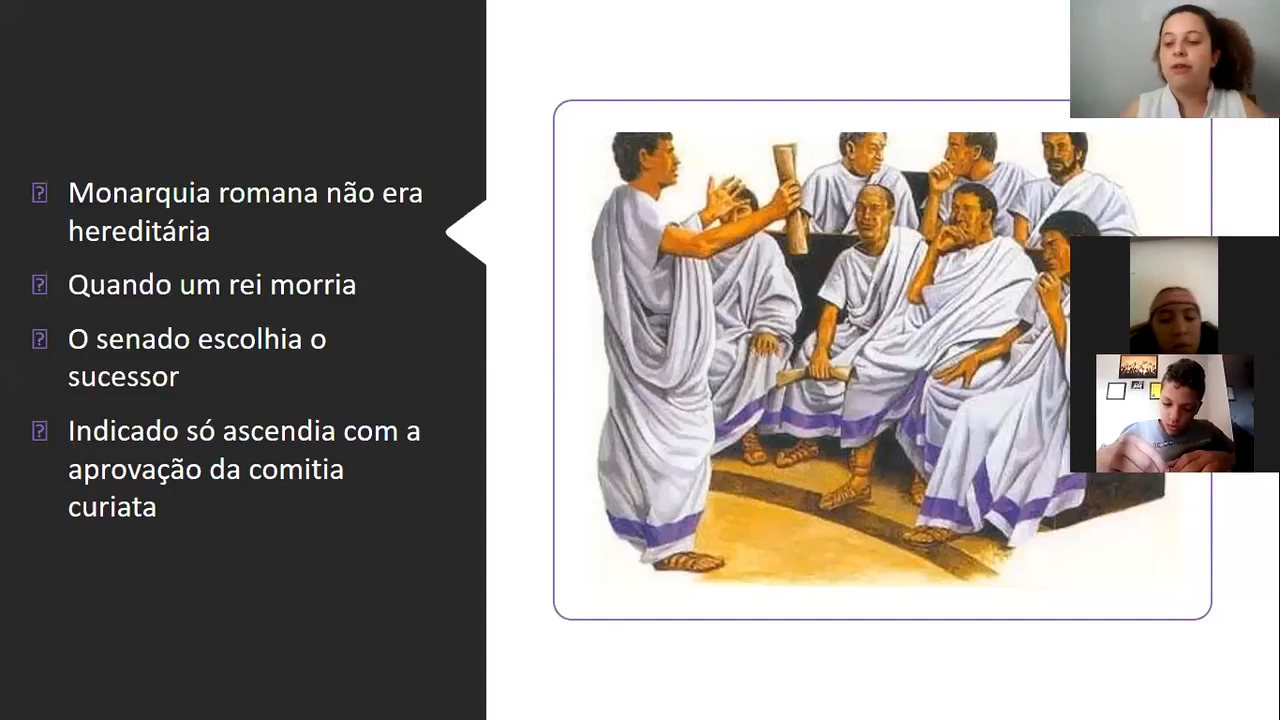 Monarquia romana não era
hereditária
Quando um rei morria
O senado escolhia o
sucessor
Indicado só ascendia com a
aprovação da comitia
curiata